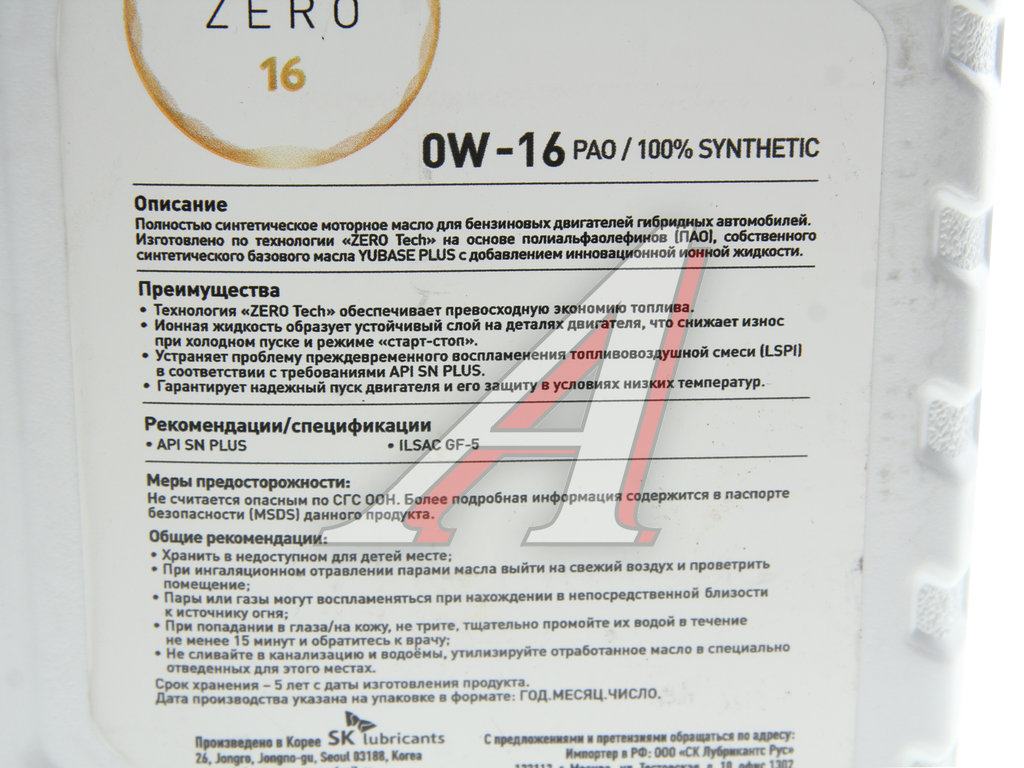 ZERO
16
0W-16 PAO / 100% SYNTHETIC
Описание
Полностью синтетическое моторное масло для бензиновых двигателей гибридных автомобилей.
Изготовлено по технологии «ZERO Tech» на основе полиальфаолефинов (ПАО), собственного
синтетического базового масла YUBASE PLUS с добавлением инновационной ионной жидкости.
Преимущества
• Технология «ZERO Tech» обеспечивает превосходную экономию топлива.
• Ионная жидкость образует устойчивый слой на деталях двигателя, что снижает износ
при холодном пуске и режиме «старт-стоп».
• Устраняет проблему преждевременного воспламенения топливовоздушной смеси (LSPI)
в соответствии с требованиями API SN PLUS.
• Гарантирует надежный пуск двигателя и его защиту в условиях низких температур.
Рекомендации/спецификации
• API SN PLUS • ILSAC GF-5
Меры предосторожности:
Не считается опасным по СГС ООН. Более подробная информация содержится в паспорте
безопасности (MSDS) данного продукта.
Общие рекомендации:
• Хранить в недоступном для детей месте;
• При ингаляционном отравлении парами масла выйти на свежий воздух и проветрить
помещение;
• Пары или газы могут воспламеняться при нахождении в непосредственной близости
к источнику огня;
• При попадании в глаза/на кожу, не трите, тщательно промойте их водой в течение
не менее 15 минут и обратитесь к врачу;
• Не сливайте в канализацию и водоёмы, утилизируйте отработанное масло в специально
отведенных для этого местах.
Срок хранения – 5 лет с даты изготовления продукта.
Дата производства указана на упаковке в формате: ГОД.МЕСЯЦ.ЧИСЛО.
Произведено в Корее SK lubricants
26, Jongro, Jongno-gu, Seoul 03188, Korea
С предложениями и претензиями обращаться по адресу:
Импортер в РФ: ООО «СК Лубрикантс Рус»